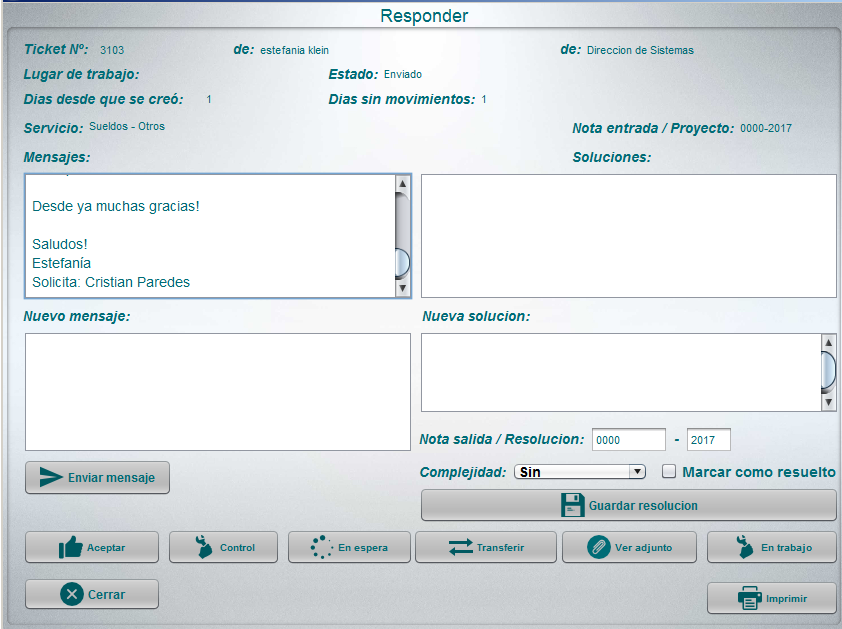 Responder
Ticket Nº: 3103 de: estefania klein de: Direccion de Sistemas
Lugar de trabajo: Estado: Enviado
Dias desde que se creó: 1 Dias sin movimientos: 1
Servicio: Sueldos - Otros Nota entrada / Proyecto: 0000-2017
Mensajes: Soluciones:
Desde ya muchas gracias!
Saludos!
Estefanía
Solicita: Cristian Paredes
Nuevo mensaje: Nueva solucion:
Nota salida / Resolucion: 0000 - 2017
Enviar mensaje Complejidad: Sin Marcar como resuelto
Guardar resolucion
Aceptar Control En espera Transferir Ver adjunto En trabajo
Cerrar Imprimir